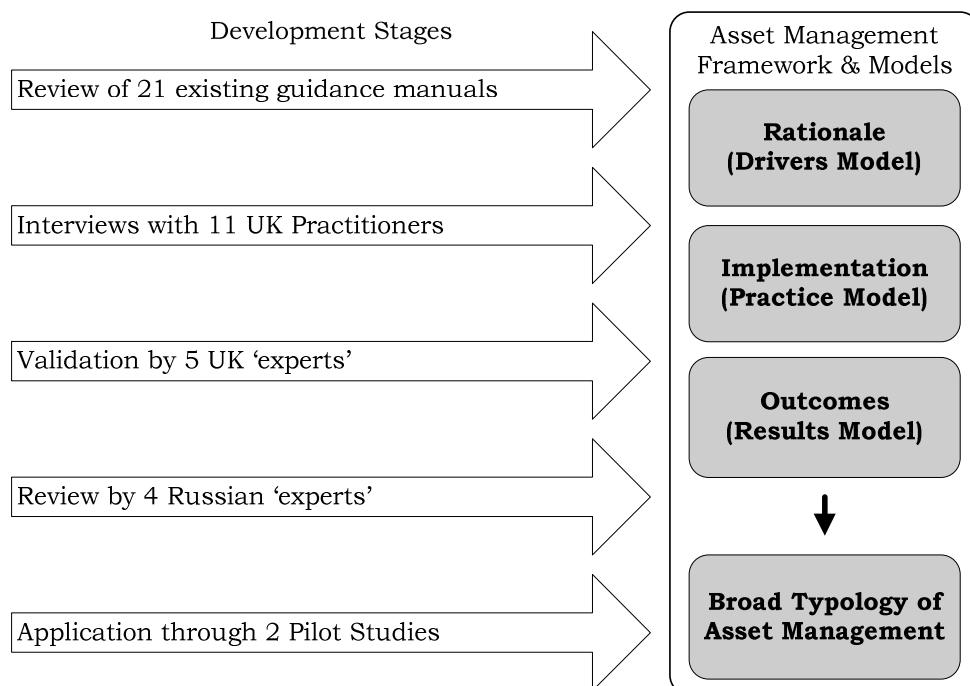 Development Stages
Review of 21 existing guidance manuals
Interviews with 11 UK Practitioners
Validation by 5 UK ‘experts’
Review by 4 Russian ‘experts’
Application through 2 Pilot Studies
Asset Management
Framework & Models
Rationale
(Drivers Model)
Implementation
(Practice Model)
Outcomes
(Results Model)
Broad Typology of
Asset Management